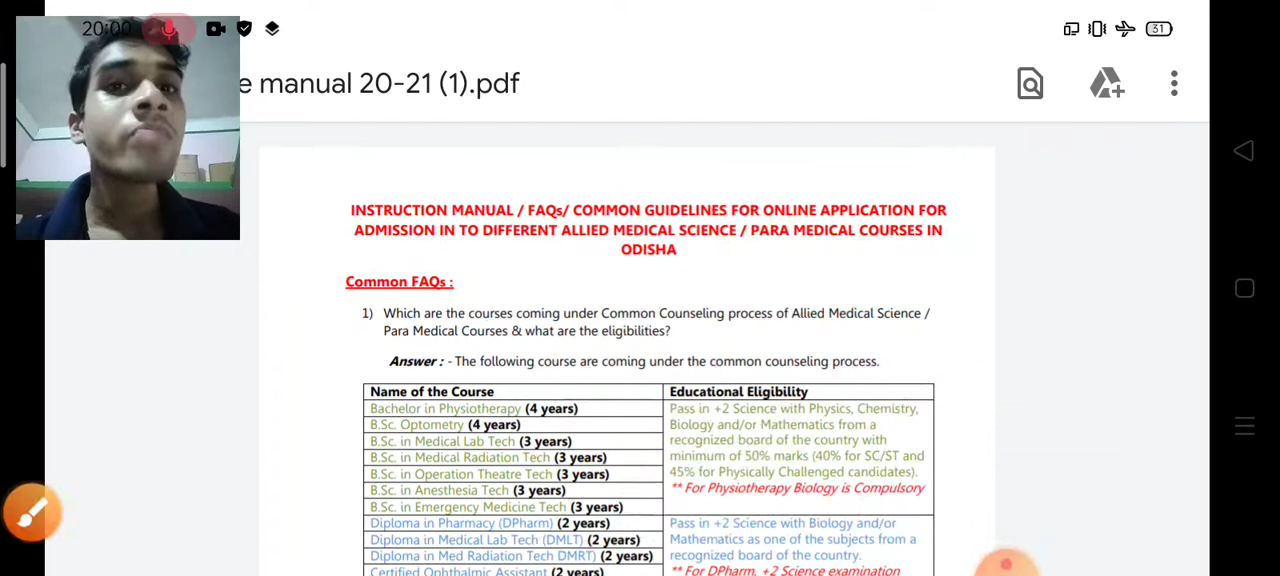 20:00
31
e manual 20-21 (1).pdf
INSTRUCTION MANUAL / FAQs/ COMMON GUIDELINES FOR ONLINE APPLICATION FOR
ADMISSION IN TO DIFFERENT ALLIED MEDICAL SCIENCE / PARA MEDICAL COURSES IN
ODISHA
Common FAQs :
1) Which are the courses coming under Common Counseling process of Allied Medical Science /
Para Medical Courses & what are the eligibilities?
Answer : - The following course are coming under the common counseling process.
Name of the Course
Bachelor in Physiotherapy (4 years)
B.Sc. Optometry (4 years)
B.Sc. in Medical Lab Tech (3 years)
B.Sc. in Medical Radiation Tech (3 years)
B.Sc. in Operation Theatre Tech (3 years)
B.Sc. in Anesthesia Tech (3 years)
B.Sc. in Emergency Medicine Tech (3 years)
Diploma in Pharmacy (DPharm) (2 years)
Diploma in Medical Lab Tech (DMLT) (2 years)
Diploma in Med Radiation Tech DMRT) (2 years)
Certified Ophthalmic Assistant (2 years)
Educational Eligibility
Pass in +2 Science with Physics, Chemistry,
Biology and/or Mathematics from a
recognized board of the country with
minimum of 50% marks (40% for SC/ST and
45% for Physically Challenged candidates).
** For Physiotherapy Biology is Compulsory
Pass in +2 Science with Biology and/or
Mathematics as one of the subjects from a
recognized board of the country.
** For DPharm, +2 Science examination